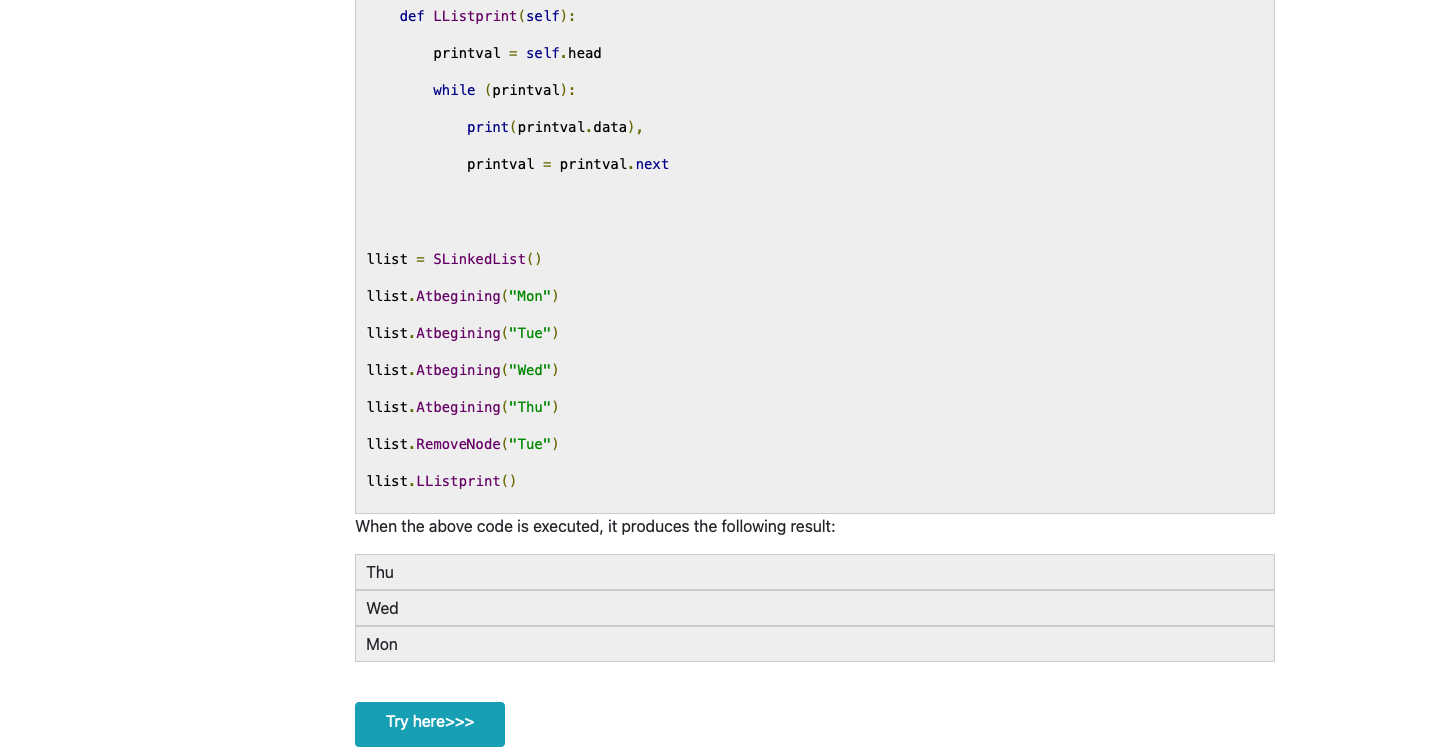 def LListprint(self):
printval = self.head
while (printval):
print(printval.data),
printval = printval.next
llist = SLinkedList()
llist.Atbegining("Mon")
llist.Atbegining("Tue")
llist.Atbegining("Wed")
llist.Atbegining("Thu")
llist.RemoveNode("Tue")
llist.LListprint()
When the above code is executed, it produces the following result:
Thu
Wed
Mon
Try here>>>